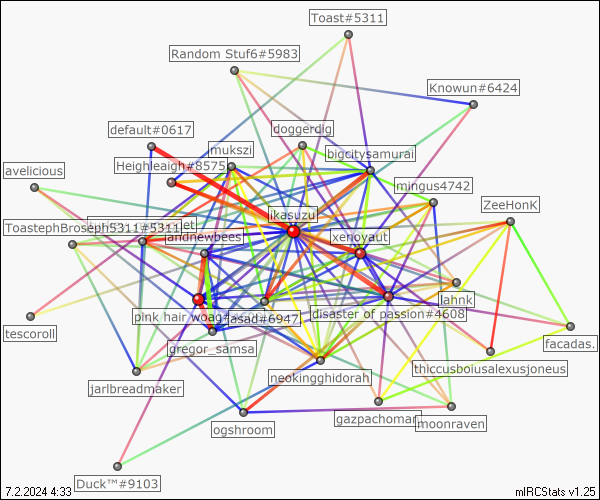 Toast#5311
Random Stuf6#5983
Knowun#6424
default#0617
doggerdig
mukszi
bigcitysamurai
Heighleaigh#8575
avelicious
mingus4742
ZeeHonK
ikasuzu
ToastephBroseph5311#5311
jet
andnewbees
xenoyaut
lahnk
pink hair woag
fasad#6947
disaster of passion#4608
tescoroll
facadas.
gregor_samsa
thiccusboiusalexusjoneus
neokingghidorah
jarlbreadmaker
gazpachoman
moonraven
ogshroom
Duck™#9103
7.2.2024 4:33
mIRCStats v1.25